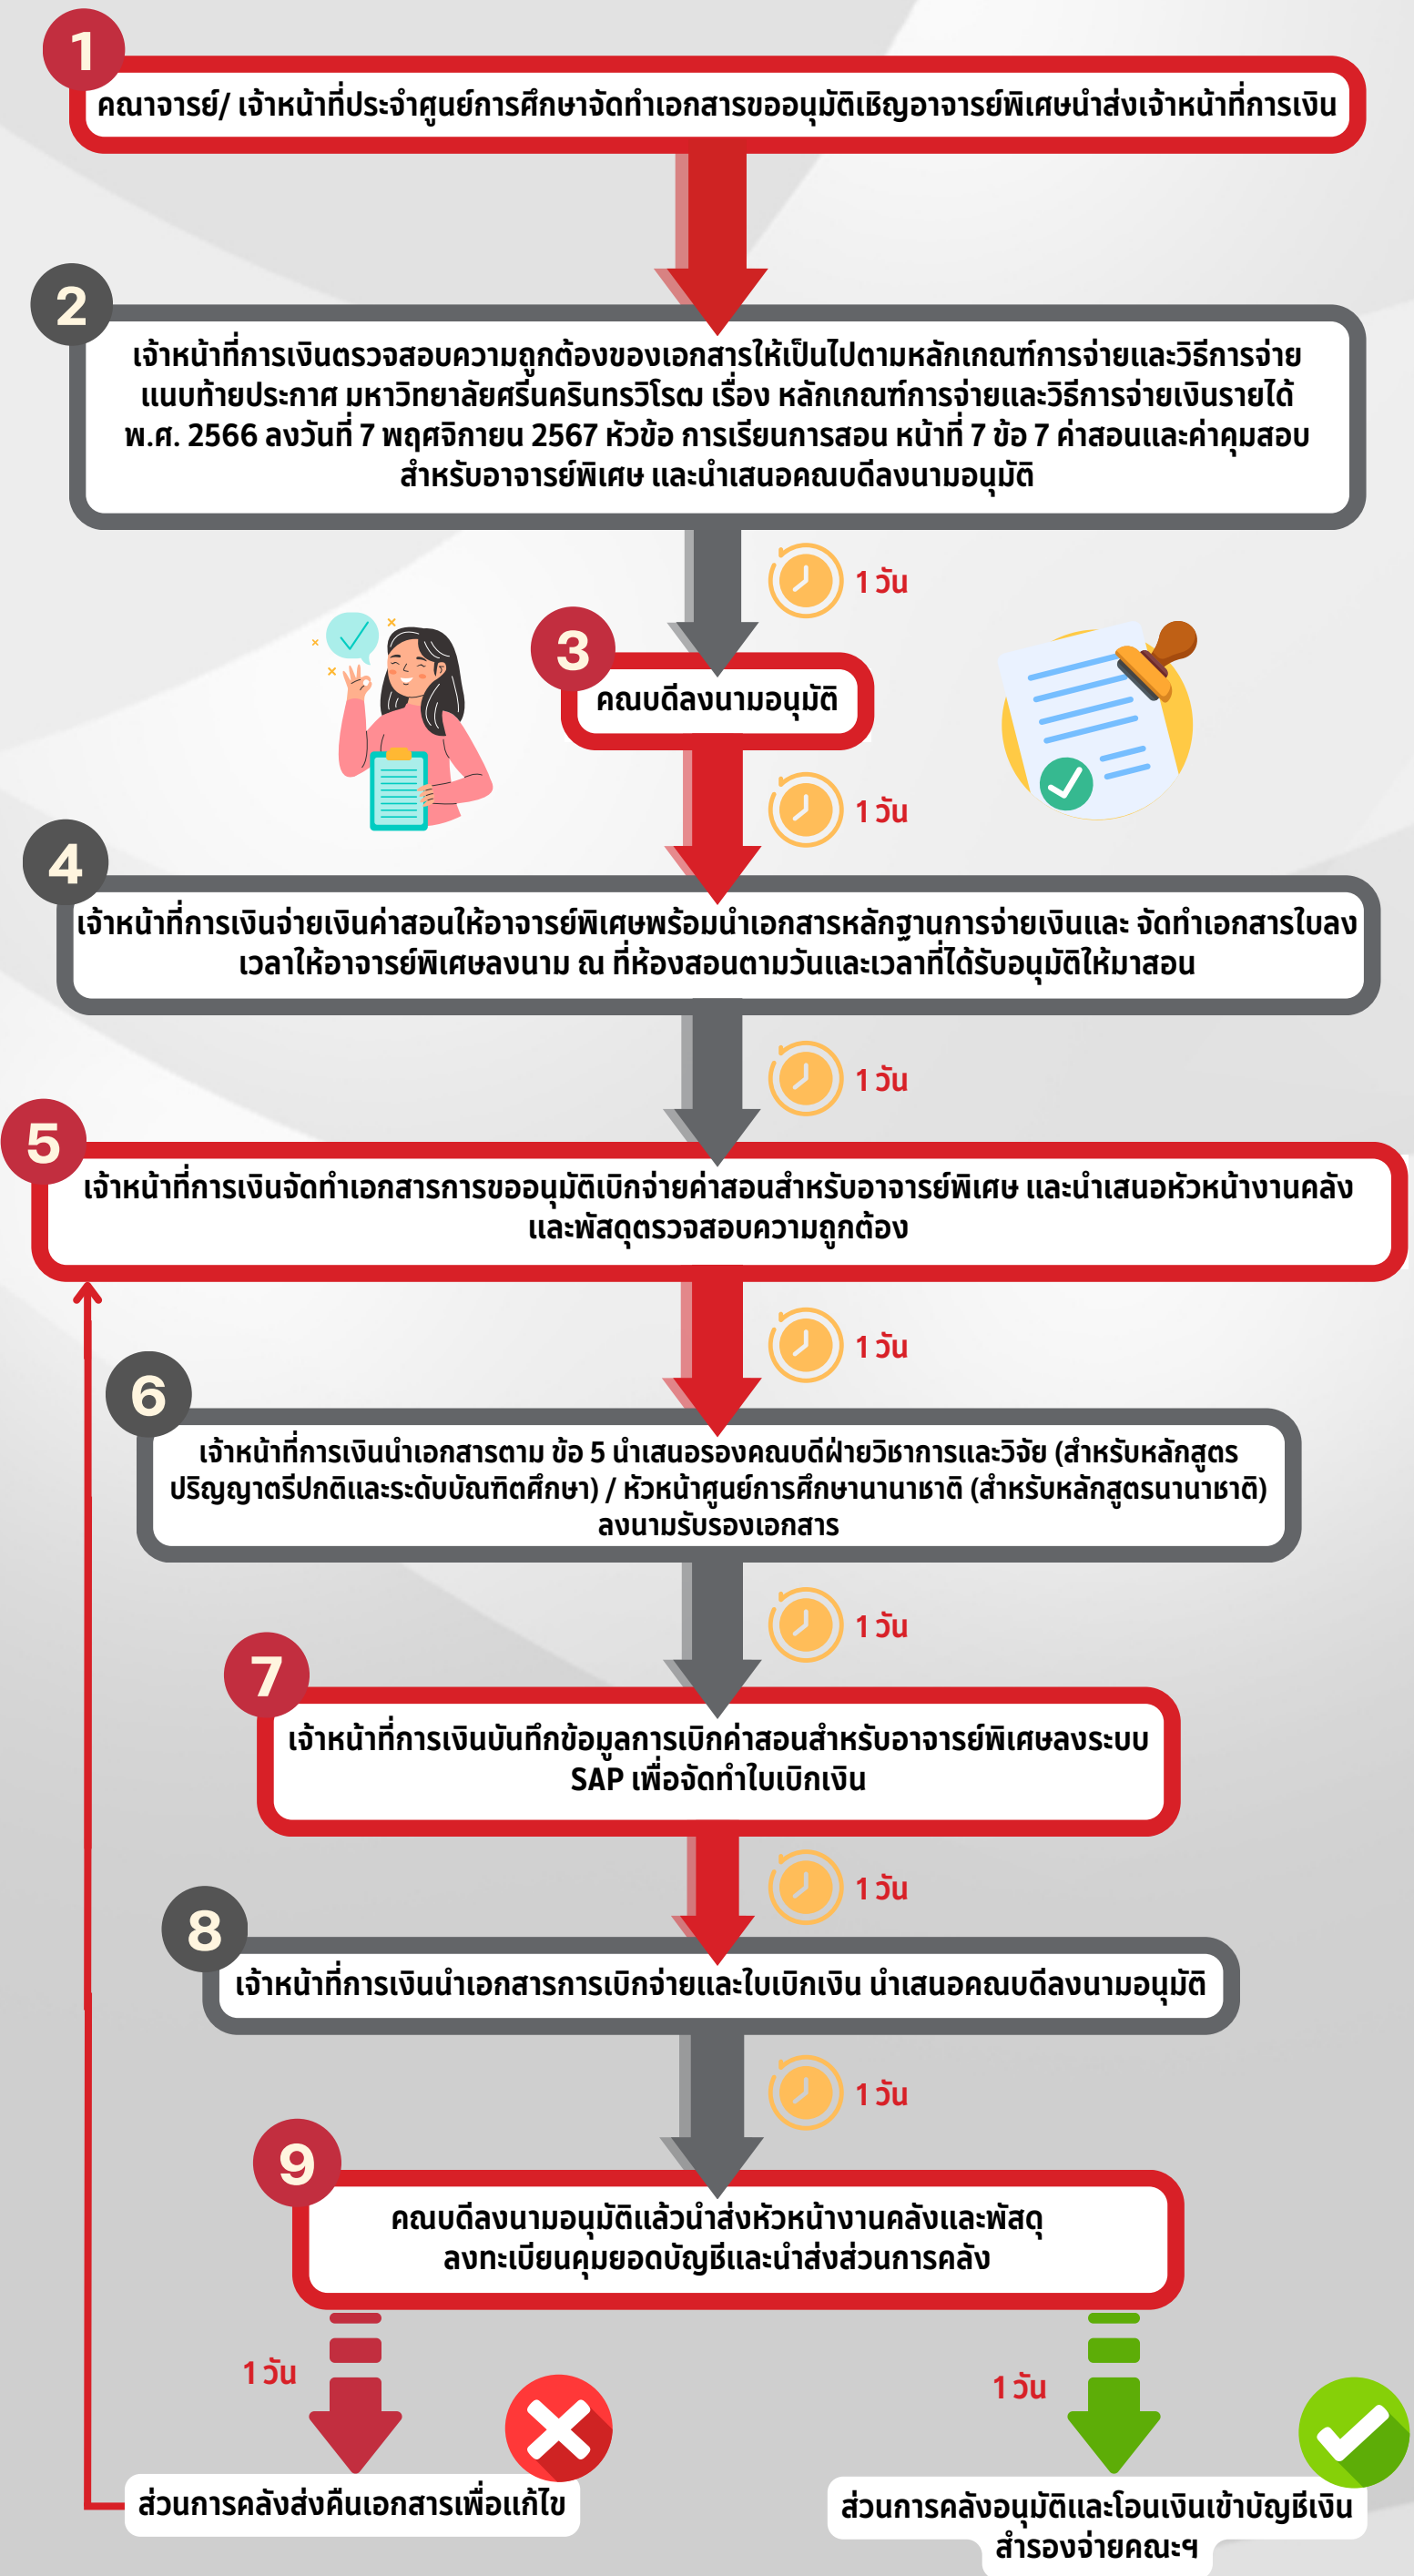 1
คณาจารย์/ เจ้าหน้าที่ประจำศูนย์การศึกษาจัดทำเอกสารขออนุมัติเชิญอาจารย์พิเศษนำส่งเจ้าหน้าที่การเงิน
2
เจ้าหน้าที่การเงินตรวจสอบความถูกต้องของเอกสารให้เป็นไปตามหลักเกณฑ์การจ่ายและวิธีการจ่าย
แนบท้ายประกาศ มหาวิทยาลัยศรีนครินทรวิโรฒ เรื่อง หลักเกณฑ์การจ่ายและวิธีการจ่ายเงินรายได้
พ.ศ. 2566 ลงวันที่ 7 พฤศจิกายน 2567 หัวข้อ การเรียนการสอน หน้าที่ 7 ข้อ 7 ค่าสอนและค่าคุมสอบ
สำหรับอาจารย์พิเศษ และนำเสนอคณบดีลงนามอนุมัติ
1 วัน
3
คณบดีลงนามอนุมัติ
1 วัน
4
เจ้าหน้าที่การเงินจ่ายเงินค่าสอนให้อาจารย์พิเศษพร้อมนำเอกสารหลักฐานการจ่ายเงินและ จัดทำเอกสารใบลง
เวลาให้อาจารย์พิเศษลงนาม ณ ที่ห้องสอนตามวันและเวลาที่ได้รับอนุมัติให้มาสอน
1 วัน
5
เจ้าหน้าที่การเงินจัดทำเอกสารการขออนุมัติเบิกจ่ายค่าสอนสำหรับอาจารย์พิเศษ และนำเสนอหัวหน้างานคลัง
และพัสดุตรวจสอบความถูกต้อง
1 วัน
6
เจ้าหน้าที่การเงินนำเอกสารตาม ข้อ 5 นำเสนอรองคณบดีฝ่ายวิชาการและวิจัย (สำหรับหลักสูตร
ปริญญาตรีปกติและระดับบัณฑิตศึกษา) / หัวหน้าศูนย์การศึกษานานาชาติ (สำหรับหลักสูตรนานาชาติ)
ลงนามรับรองเอกสาร
1 วัน
7
เจ้าหน้าที่การเงินบันทึกข้อมูลการเบิกค่าสอนสำหรับอาจารย์พิเศษลงระบบ
SAP เพื่อจัดทำใบเบิกเงิน
1 วัน
8
เจ้าหน้าที่การเงินนำเอกสารการเบิกจ่ายและใบเบิกเงิน นำเสนอคณบดีลงนามอนุมัติ
1 วัน
9
คณบดีลงนามอนุมัติแล้วนำส่งหัวหน้างานคลังและพัสดุ
ลงทะเบียนคุมยอดบัญชีและนำส่งส่วนการคลัง
1 วัน
1 วัน
ส่วนการคลังส่งคืนเอกสารเพื่อแก้ไข
ส่วนการคลังอนุมัติและโอนเงินเข้าบัญชีเงิน
สำรองจ่ายคณะฯ